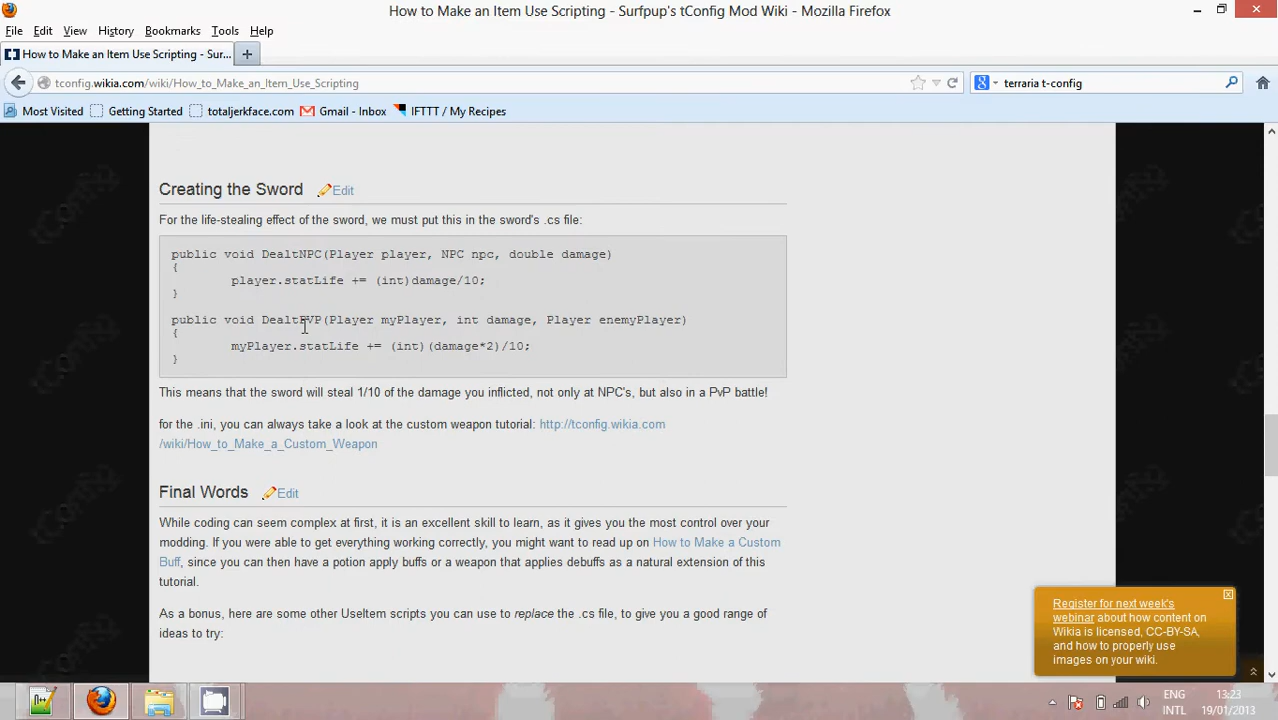 How to Make an Item Use Scripting - Surfpup's tConfig Mod Wiki - Mozilla Firefox
File Edit View History Bookmarks Tools Help
How to Make an Item Use Scripting - Sur...
tconfig.wikia.com/wiki/How_to_Make_an_Item_Use_Scripting
terraria t-config
Most Visited Getting Started totaljerkface.com Gmail - Inbox IFTTT / My Recipes
Creating the Sword Edit
For the life-stealing effect of the sword, we must put this in the sword's .cs file:
public void DealtNPC(Player player, NPC npc, double damage)
{
player.statLife += (int)damage/10;
}
public void DealtPVP(Player myPlayer, int damage, Player enemyPlayer)
{
myPlayer.statLife += (int)(damage*2)/10;
}
This means that the sword will steal 1/10 of the damage you inflicted, not only at NPC's, but also in a PvP battle!
for the .ini, you can always take a look at the custom weapon tutorial: http://tconfig.wikia.com
/wiki/How_to_Make_a_Custom_Weapon
Final Words Edit
While coding can seem complex at first, it is an excellent skill to learn, as it gives you the most control over your
modding. If you were able to get everything working correctly, you might want to read up on How to Make a Custom
Buff, since you can then have a potion apply buffs or a weapon that applies debuffs as a natural extension of this
tutorial.
As a bonus, here are some other UseItem scripts you can use to replace the .cs file, to give you a good range of
ideas to try:
Register for next week's
webinar about how content on
Wikia is licensed, CC-BY-SA,
and how to properly use
images on your wiki.
ENG 13:23
INTL 19/01/2013